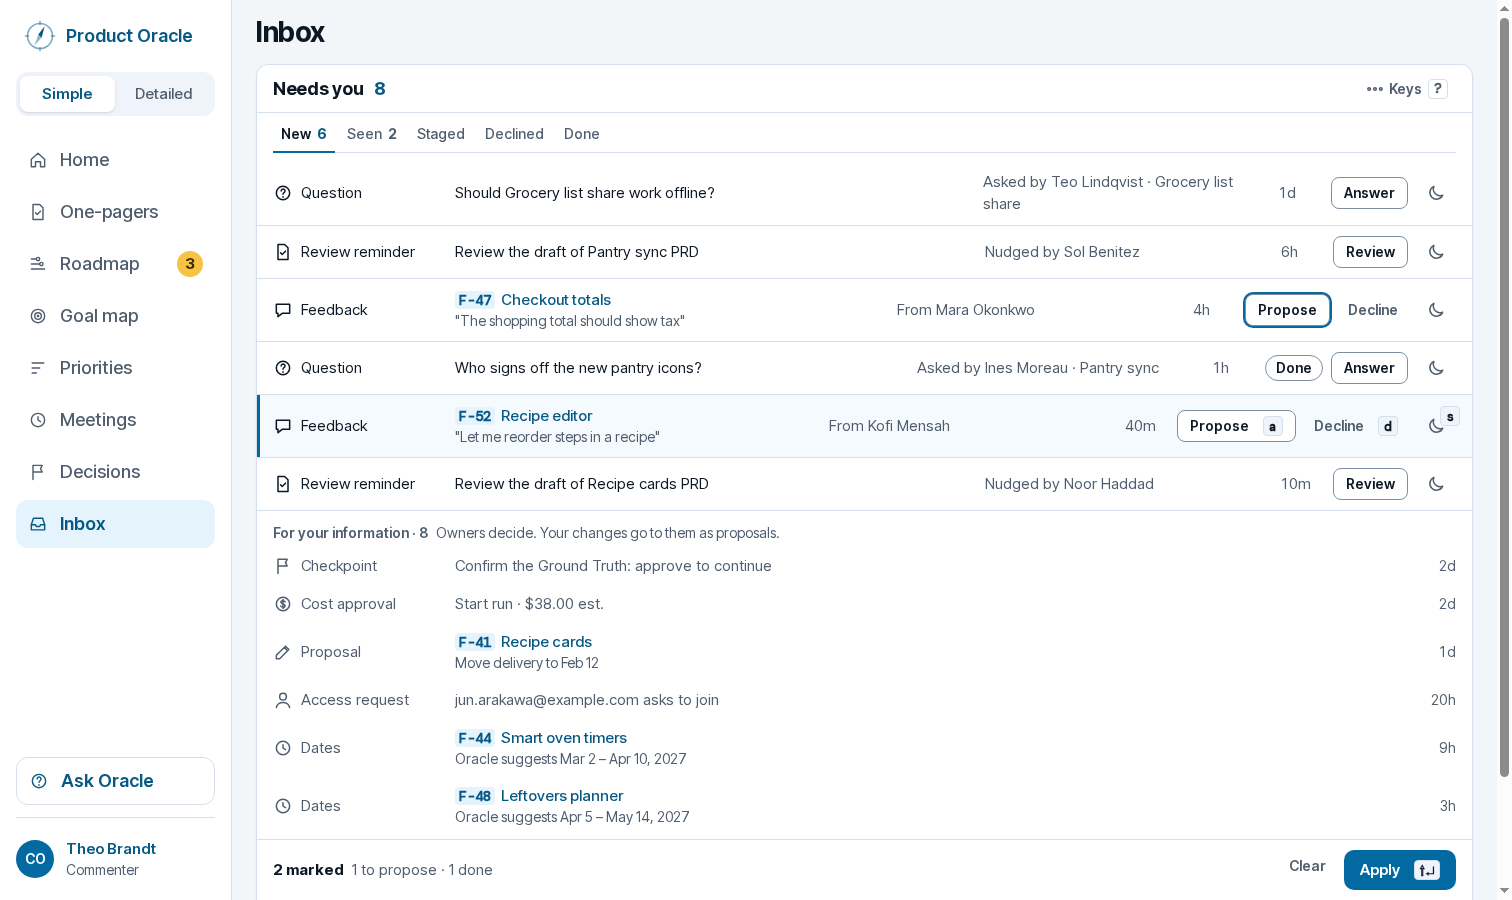 Product Oracle
Simple Detailed
Home
One-pagers
Roadmap 3
Goal map
Priorities
Meetings
Decisions
Inbox
Ask Oracle
CO
Theo Brandt
Commenter
Inbox
Needs you 8
Keys ?
New 6 Seen 2 Staged Declined Done
Question Should Grocery list share work offline? Asked by Teo Lindqvist · Grocery list
share
1d Answer
Review reminder Review the draft of Pantry sync PRD Nudged by Sol Benitez 6h Review
Feedback F-47 Checkout totals
"The shopping total should show tax"
From Mara Okonkwo 4h Propose Decline
Question Who signs off the new pantry icons? Asked by Ines Moreau · Pantry sync 1h Done Answer
Feedback F-52 Recipe editor
"Let me reorder steps in a recipe"
From Kofi Mensah 40m Propose a Decline d s
Review reminder Review the draft of Recipe cards PRD Nudged by Noor Haddad 10m Review
For your information · 8 Owners decide. Your changes go to them as proposals.
Checkpoint Confirm the Ground Truth: approve to continue 2d
Cost approval Start run · $38.00 est. 2d
Proposal F-41 Recipe cards
Move delivery to Feb 12
1d
Access request jun.arakawa@example.com asks to join 20h
Dates F-44 Smart oven timers
Oracle suggests Mar 2 – Apr 10, 2027
9h
Dates F-48 Leftovers planner
Oracle suggests Apr 5 – May 14, 2027
3h
2 marked 1 to propose · 1 done
Clear Apply ↑↵